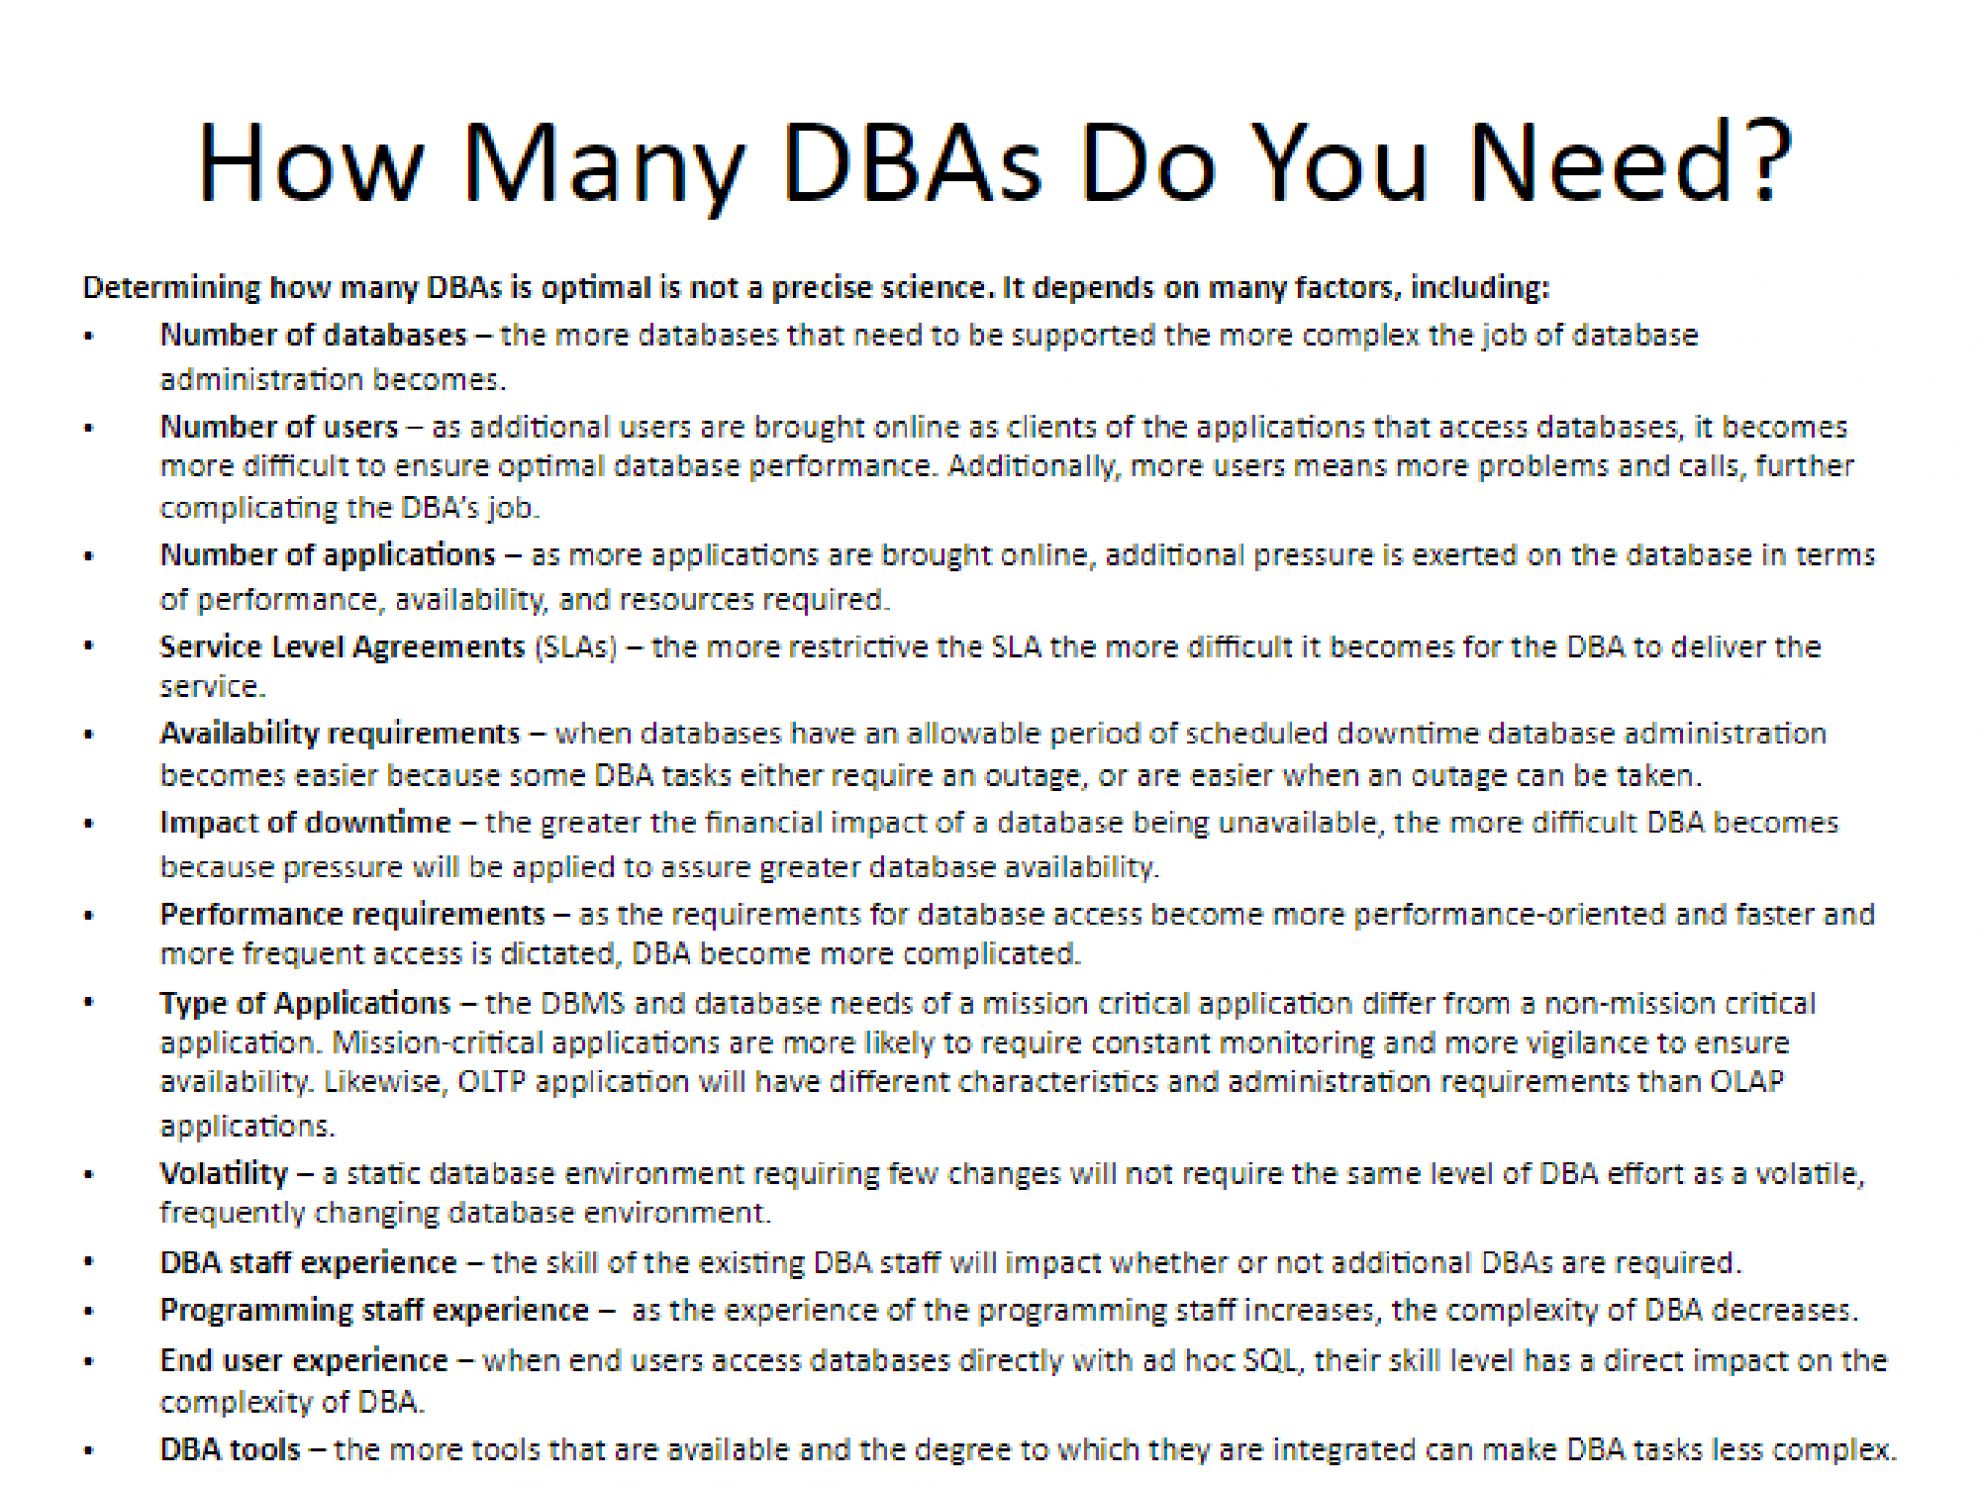 How Many DBAs Do You Need?
Determining how many DBAs is optimal is not a precise science. It depends on many factors, including:
• Number of databases – the more databases that need to be supported the more complex the job of database
administration becomes.
• Number of users – as additional users are brought online as clients of the applications that access databases, it becomes
more difficult to ensure optimal database performance. Additionally, more users means more problems and calls, further
complicating the DBA’s job.
• Number of applications – as more applications are brought online, additional pressure is exerted on the database in terms
of performance, availability, and resources required.
• Service Level Agreements (SLAs) – the more restrictive the SLA the more difficult it becomes for the DBA to deliver the
service.
• Availability requirements – when databases have an allowable period of scheduled downtime database administration
becomes easier because some DBA tasks either require an outage, or are easier when an outage can be taken.
• Impact of downtime – the greater the financial impact of a database being unavailable, the more difficult DBA becomes
because pressure will be applied to assure greater database availability.
• Performance requirements – as the requirements for database access become more performance-oriented and faster and
more frequent access is dictated, DBA become more complicated.
• Type of Applications – the DBMS and database needs of a mission critical application differ from a non-mission critical
application. Mission-critical applications are more likely to require constant monitoring and more vigilance to ensure
availability. Likewise, OLTP application will have different characteristics and administration requirements than OLAP
applications.
• Volatility – a static database environment requiring few changes will not require the same level of DBA effort as a volatile,
frequently changing database environment.
• DBA staff experience – the skill of the existing DBA staff will impact whether or not additional DBAs are required.
• Programming staff experience – as the experience of the programming staff increases, the complexity of DBA decreases.
• End user experience – when end users access databases directly with ad hoc SQL, their skill level has a direct impact on the
complexity of DBA.
• DBA tools – the more tools that are available and the degree to which they are integrated can make DBA tasks less complex.